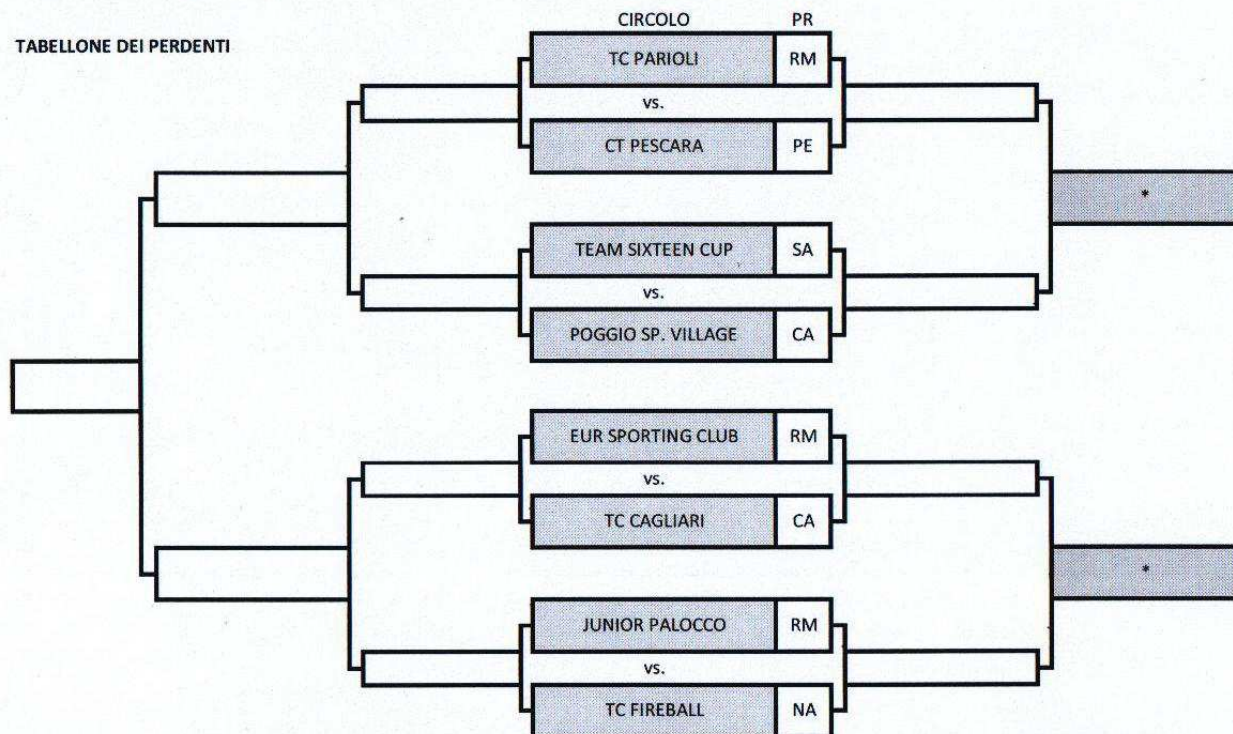 CIRCOLO PR
TABELLONE DEI PERDENTI
TC PARIOLI RM
vs.
CT PESCARA PE
*
TEAM SIXTEEN CUP SA
vs.
POGGIO SP. VILLAGE CA
EUR SPORTING CLUB RM
vs.
TC CAGLIARI CA
*
JUNIOR PALOCCO RM
vs.
TC FIREBALL NA